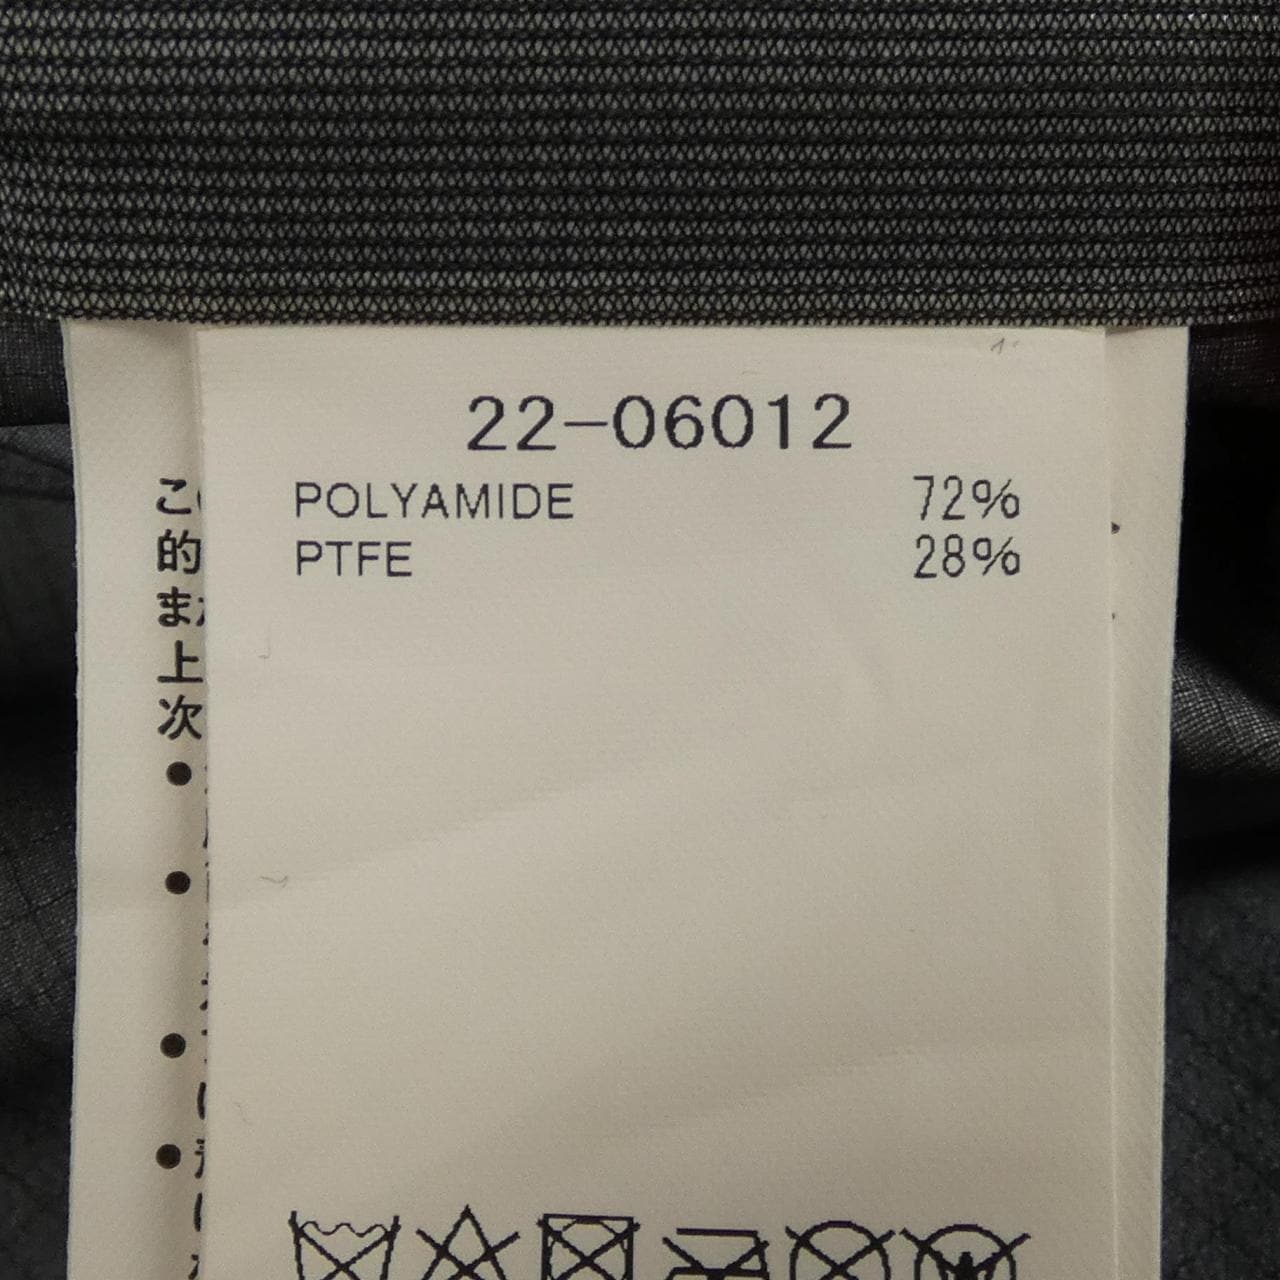 22-06012
POLYAMIDE 72%
PTFE 28%
こ
的
ま
上
次